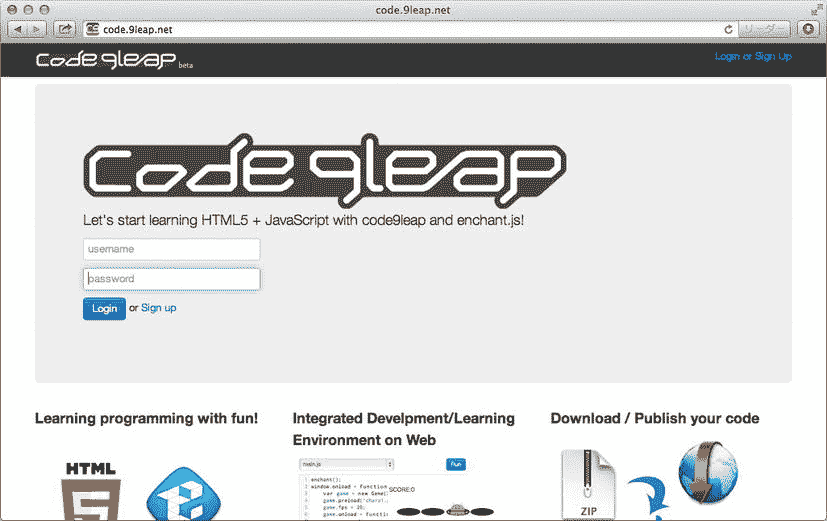 code.9leap.net
code.9leap.net
リーダー
code 9leap beta
Login or Sign Up
code 9leap
Let's start learning HTML5 + JavaScript with code9leap and enchant.js!
username
password
Login or Sign up
Learning programming with fun!
Integrated Develpment/Learning
Environment on Web
Download / Publish your code
HTML
5
main.js
Run
1 enchant();
2 window.onload = function
3 var game = new Game(
4 game.preload('chara1.
5 game.fps = 20;
6 game.onload = functi
SCORE:0
ZIP